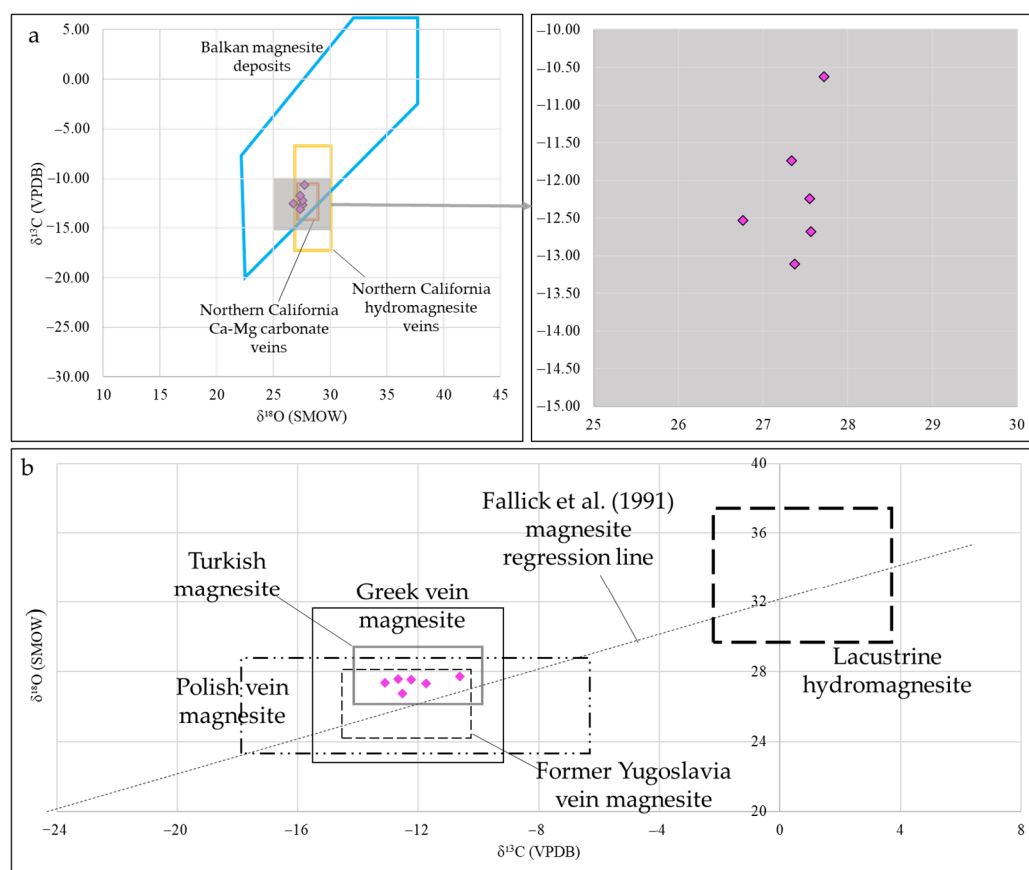 a
5.00
0.00
−5.00
−10.00
−15.00
−20.00
−25.00
−30.00
δ¹³C (VPDB)
Balkan magnesite
deposits
Northern California
Ca-Mg carbonate
veins
Northern California
hydromagnesite
veins
10 15 20 25 30 35 40 45
δ¹⁸O (SMOW)
−10.00
−10.50
−11.00
−11.50
−12.00
−12.50
−13.00
−13.50
−14.00
−14.50
−15.00
25 26 27 28 29 30
b
40
36
32
28
24
20
δ¹⁸O (SMOW)
Fallick et al. (1991)
magnesite
regression line
Turkish
magnesite
Greek vein
magnesite
Polish vein
magnesite
Lacustrine
hydromagnesite
Former Yugoslavia
vein magnesite
−24 −20 −16 −12 −8 −4 0 4 8
δ¹³C (VPDB)